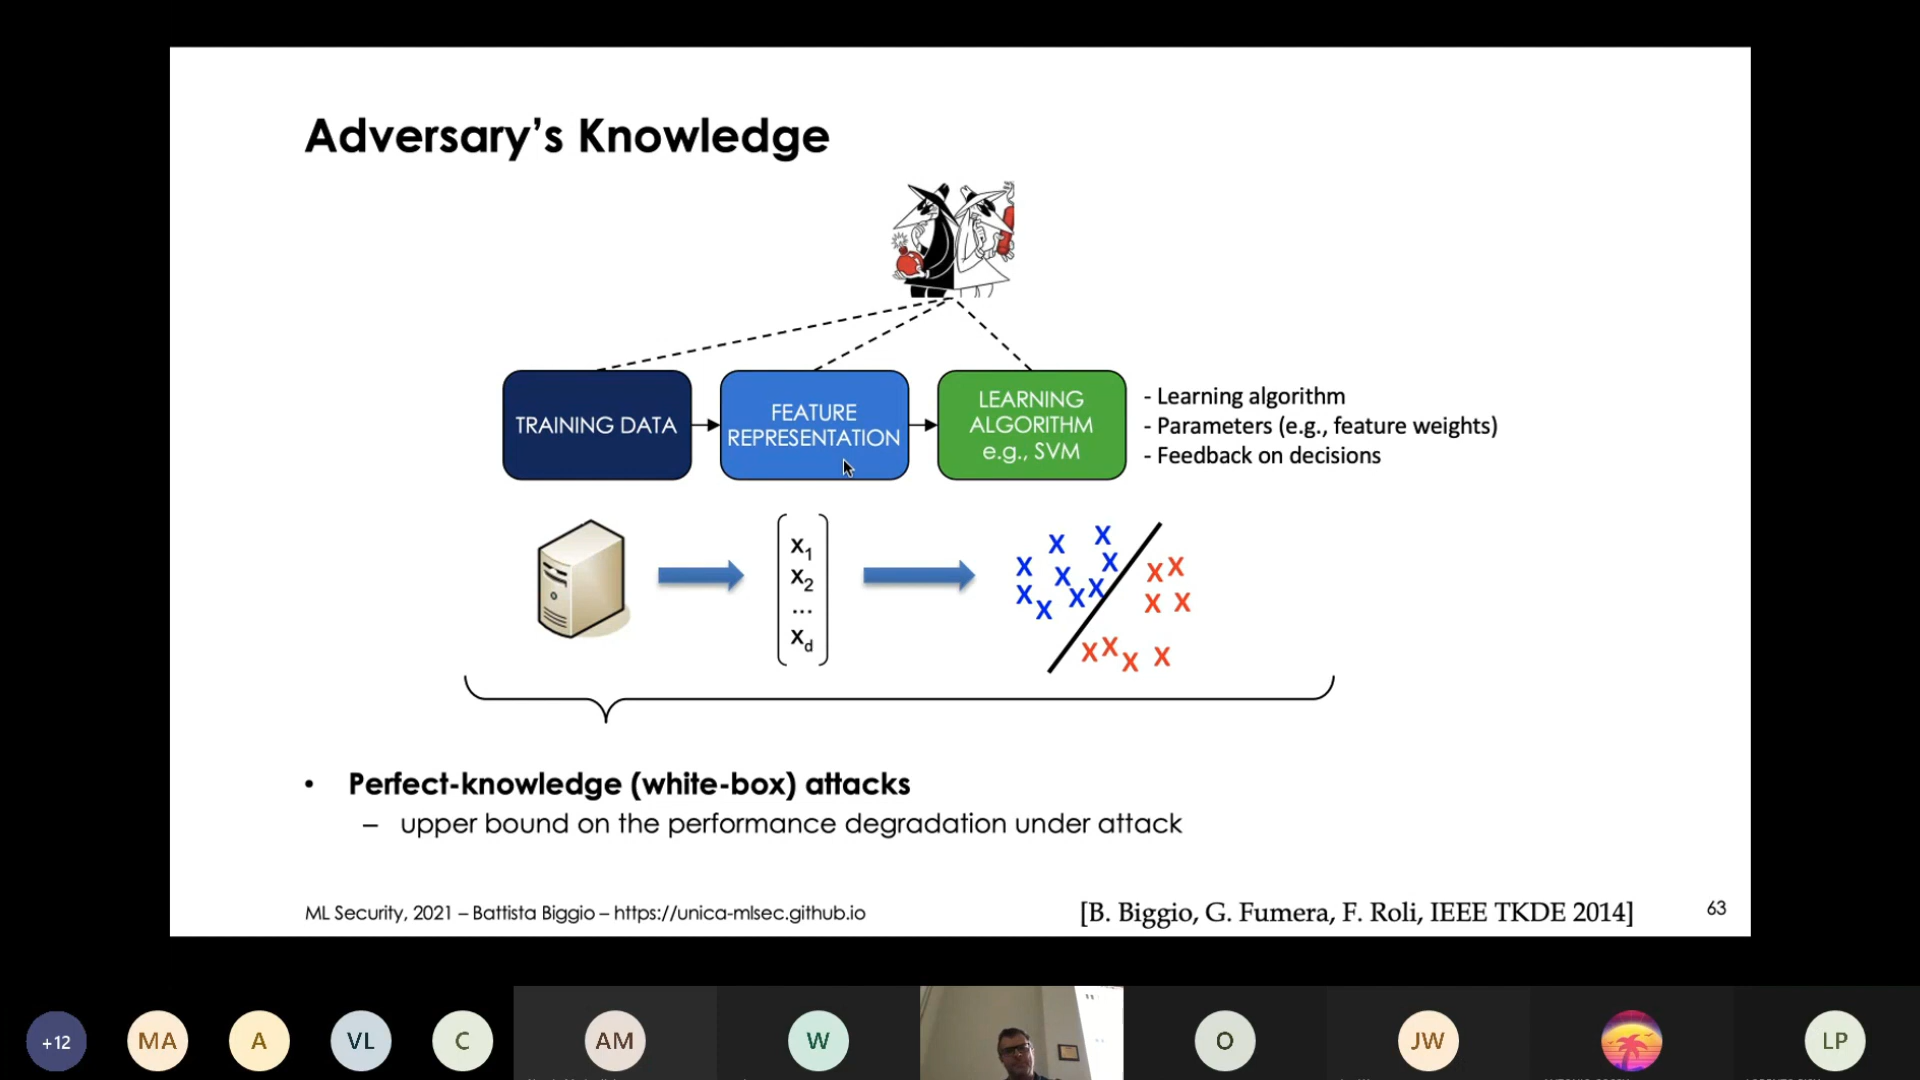 Adversary's Knowledge
TRAINING DATA
FEATURE
REPRESENTATION
LEARNING
ALGORITHM
e.g., SVM
- Learning algorithm
- Parameters (e.g., feature weights)
- Feedback on decisions
x1
x2
...
xd
x x x x x x x x x x
x x x x x x x x
• Perfect-knowledge (white-box) attacks
– upper bound on the performance degradation under attack
ML Security, 2021 – Battista Biggio – https://unica-mlsec.github.io
[B. Biggio, G. Fumera, F. Roli, IEEE TKDE 2014]
63
+12
MA
A
VL
C
AM
W
O
JW
LP